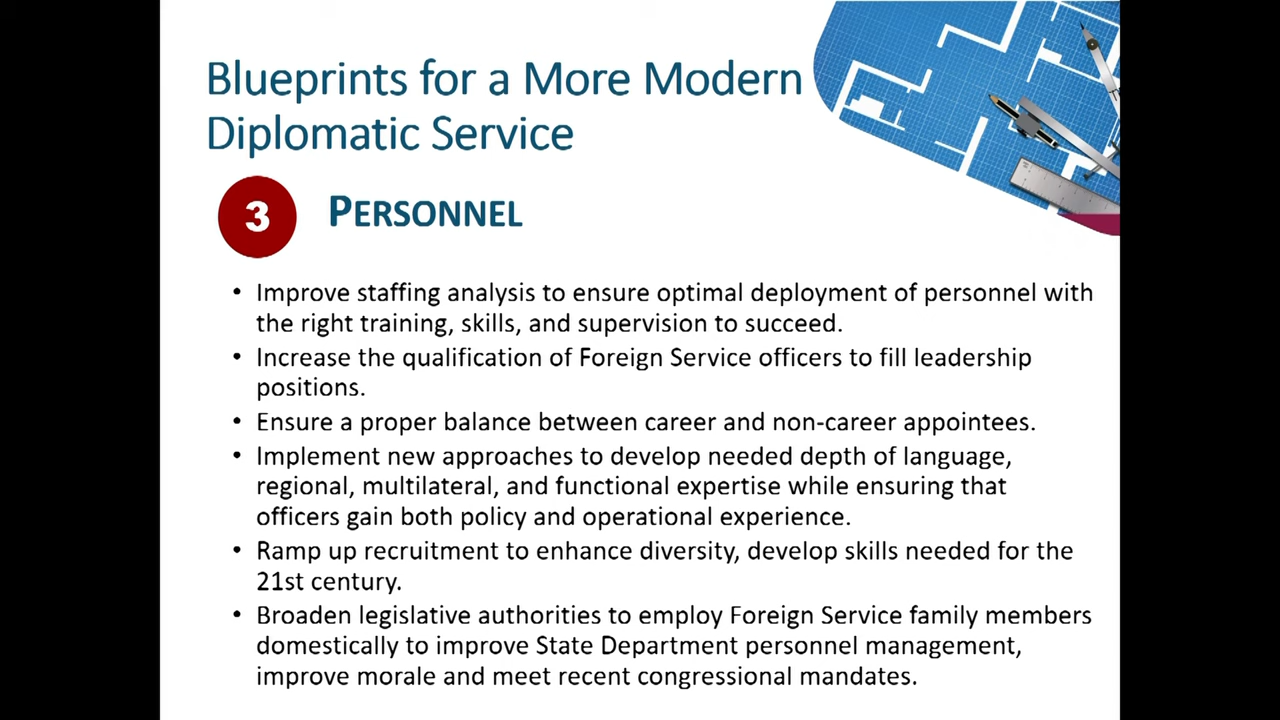 Blueprints for a More Modern
Diplomatic Service
3
PERSONNEL
• Improve staffing analysis to ensure optimal deployment of personnel with
the right training, skills, and supervision to succeed.
• Increase the qualification of Foreign Service officers to fill leadership
positions.
• Ensure a proper balance between career and non-career appointees.
• Implement new approaches to develop needed depth of language,
regional, multilateral, and functional expertise while ensuring that
officers gain both policy and operational experience.
• Ramp up recruitment to enhance diversity, develop skills needed for the
21st century.
• Broaden legislative authorities to employ Foreign Service family members
domestically to improve State Department personnel management,
improve morale and meet recent congressional mandates.